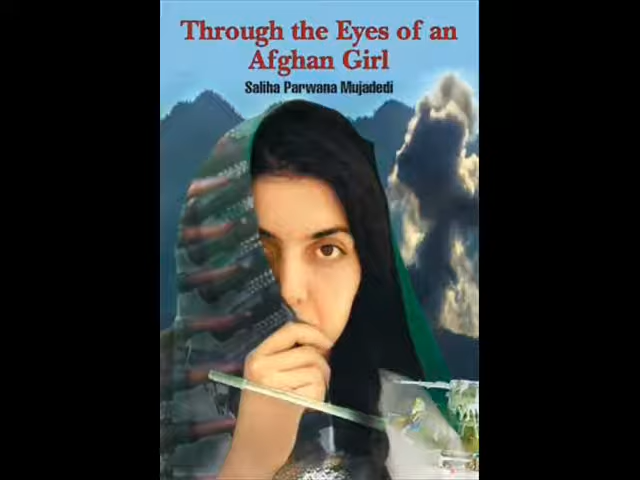 Through the Eyes of an
Afghan Girl
Saliha Parwana Mujadedi